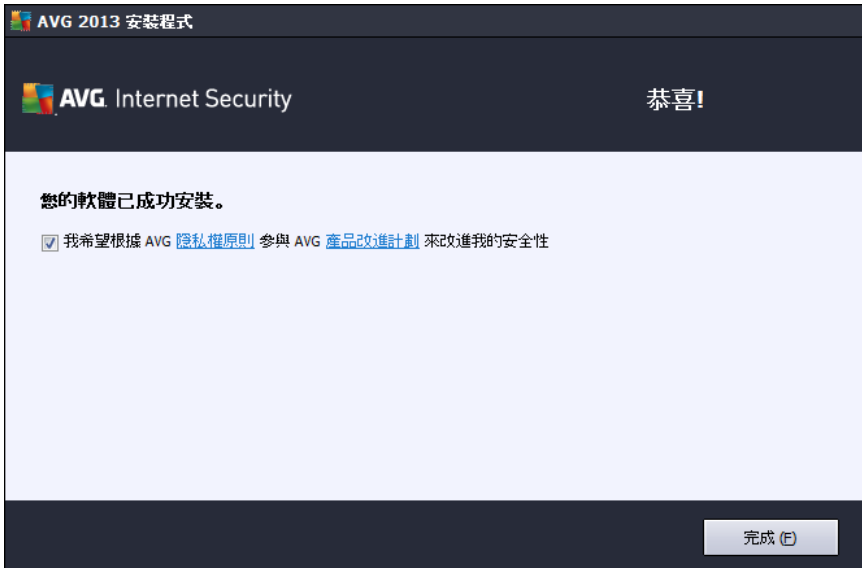 AVG 2013 安裝程式
AVG. Internet Security
恭喜!
您的軟體已成功安裝。
我希望根據 AVG 隱私權原則 參與 AVG 產品改進計劃 來改進我的安全性
完成 (F)